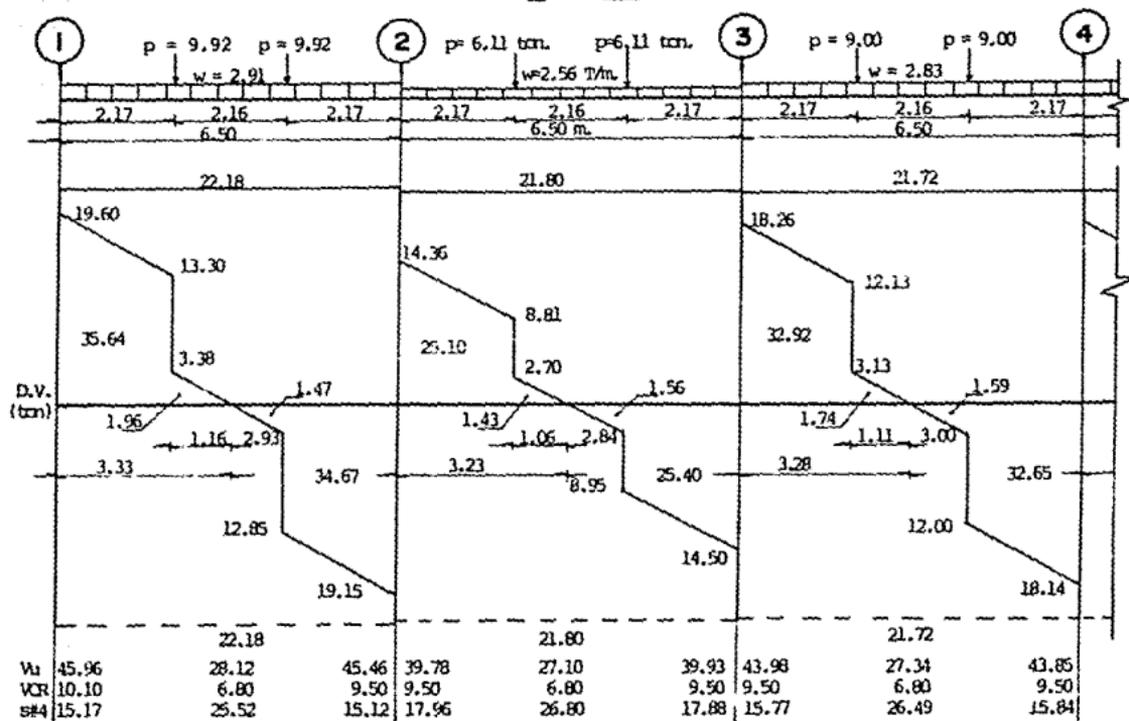 1 2 3 4
p = 9.92 p = 9.92 p= 6.11 ton. p=6.11 ton. p = 9.00 p = 9.00
w = 2.91 w=2.56 T/m. w = 2.83
2.17 2.16 2.17 2.17 2.16 2.17 2.17 2.16 2.17
6.50 6.50 m. 6.50
22.18 21.80 21.72
19.60 18.26
14.36
13.30 12.13
8.81
35.64 25.10 32.92
3.38 2.70 3.13
1.47 1.56 1.59
D.V.
(ton)
1.96 1.43 1.74
1.16 2.93 1.06 2.84 1.11 3.00
3.33 34.67 3.23 25.40 3.28 32.65
8.95
12.85 12.00
14.50
19.15 18.14
22.18 21.80 21.72
Vu 45.96 28.12 45.46 39.78 27.10 39.93 43.98 27.34 43.85
VCR 10.10 6.80 9.50 9.50 6.80 9.50 9.50 6.80 9.50
S#4 15.17 25.52 15.12 17.96 26.80 17.88 15.77 26.49 15.84